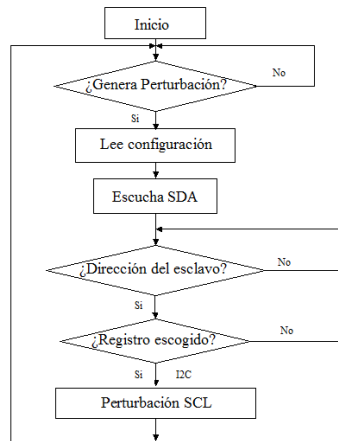 Inicio
¿Genera Perturbación?
No
Si
Lee configuración
Escucha SDA
¿Dirección del esclavo?
No
Si
¿Registro escogido?
No
Si I2C
Perturbación SCL